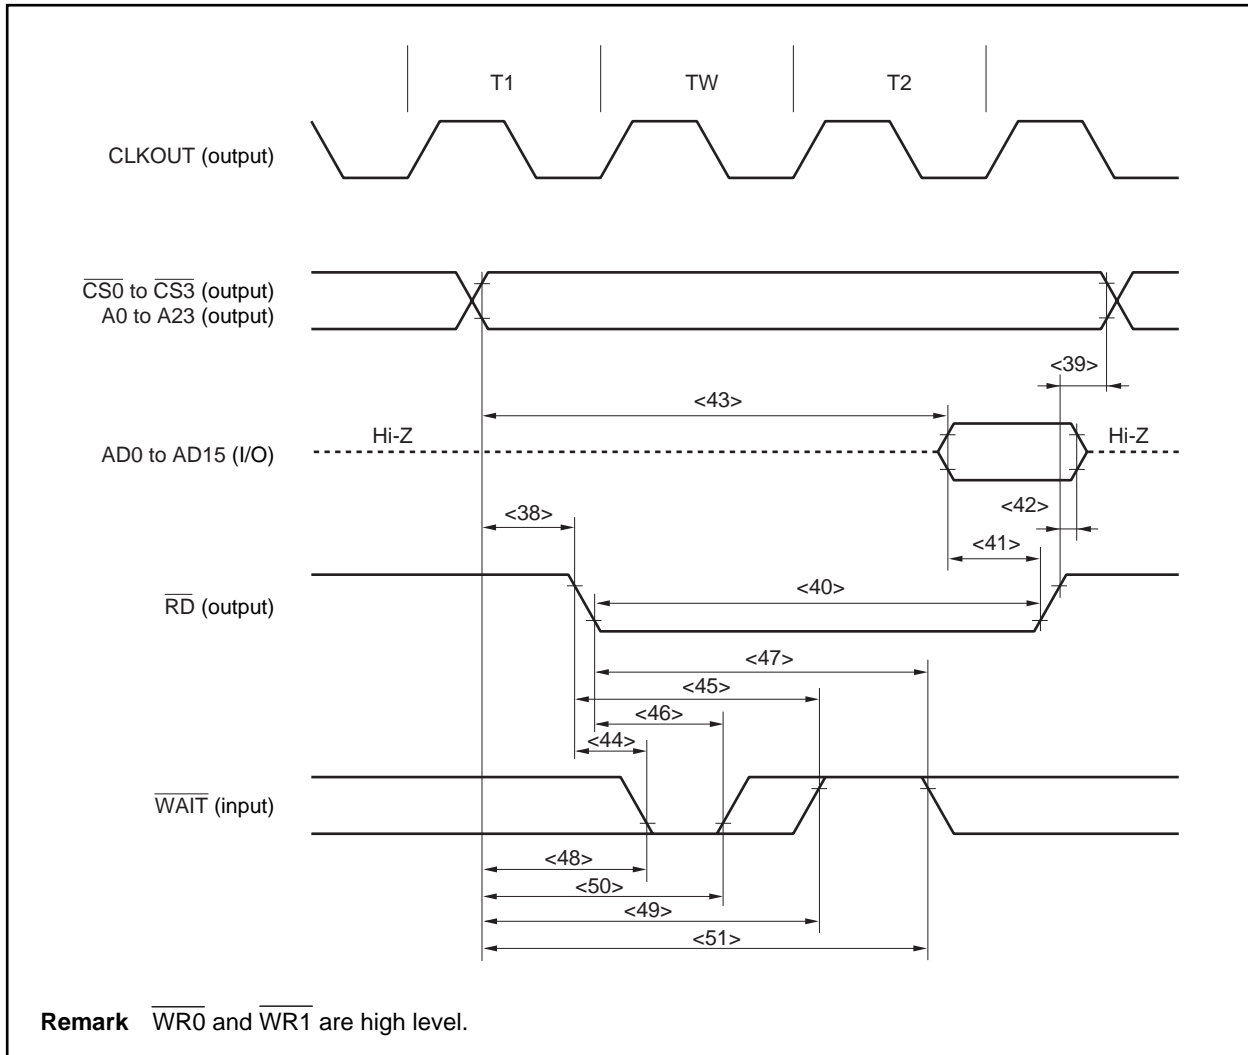 T1 TW T2
CLKOUT (output)
CS0 to CS3 (output)
A0 to A23 (output)
<39>
<43>
Hi-Z Hi-Z
AD0 to AD15 (I/O)
<42>
<38>
<41>
<40>
RD (output)
<47>
<45>
<46>
<44>
WAIT (input)
<48>
<50>
<49>
<51>
Remark WR0 and WR1 are high level.